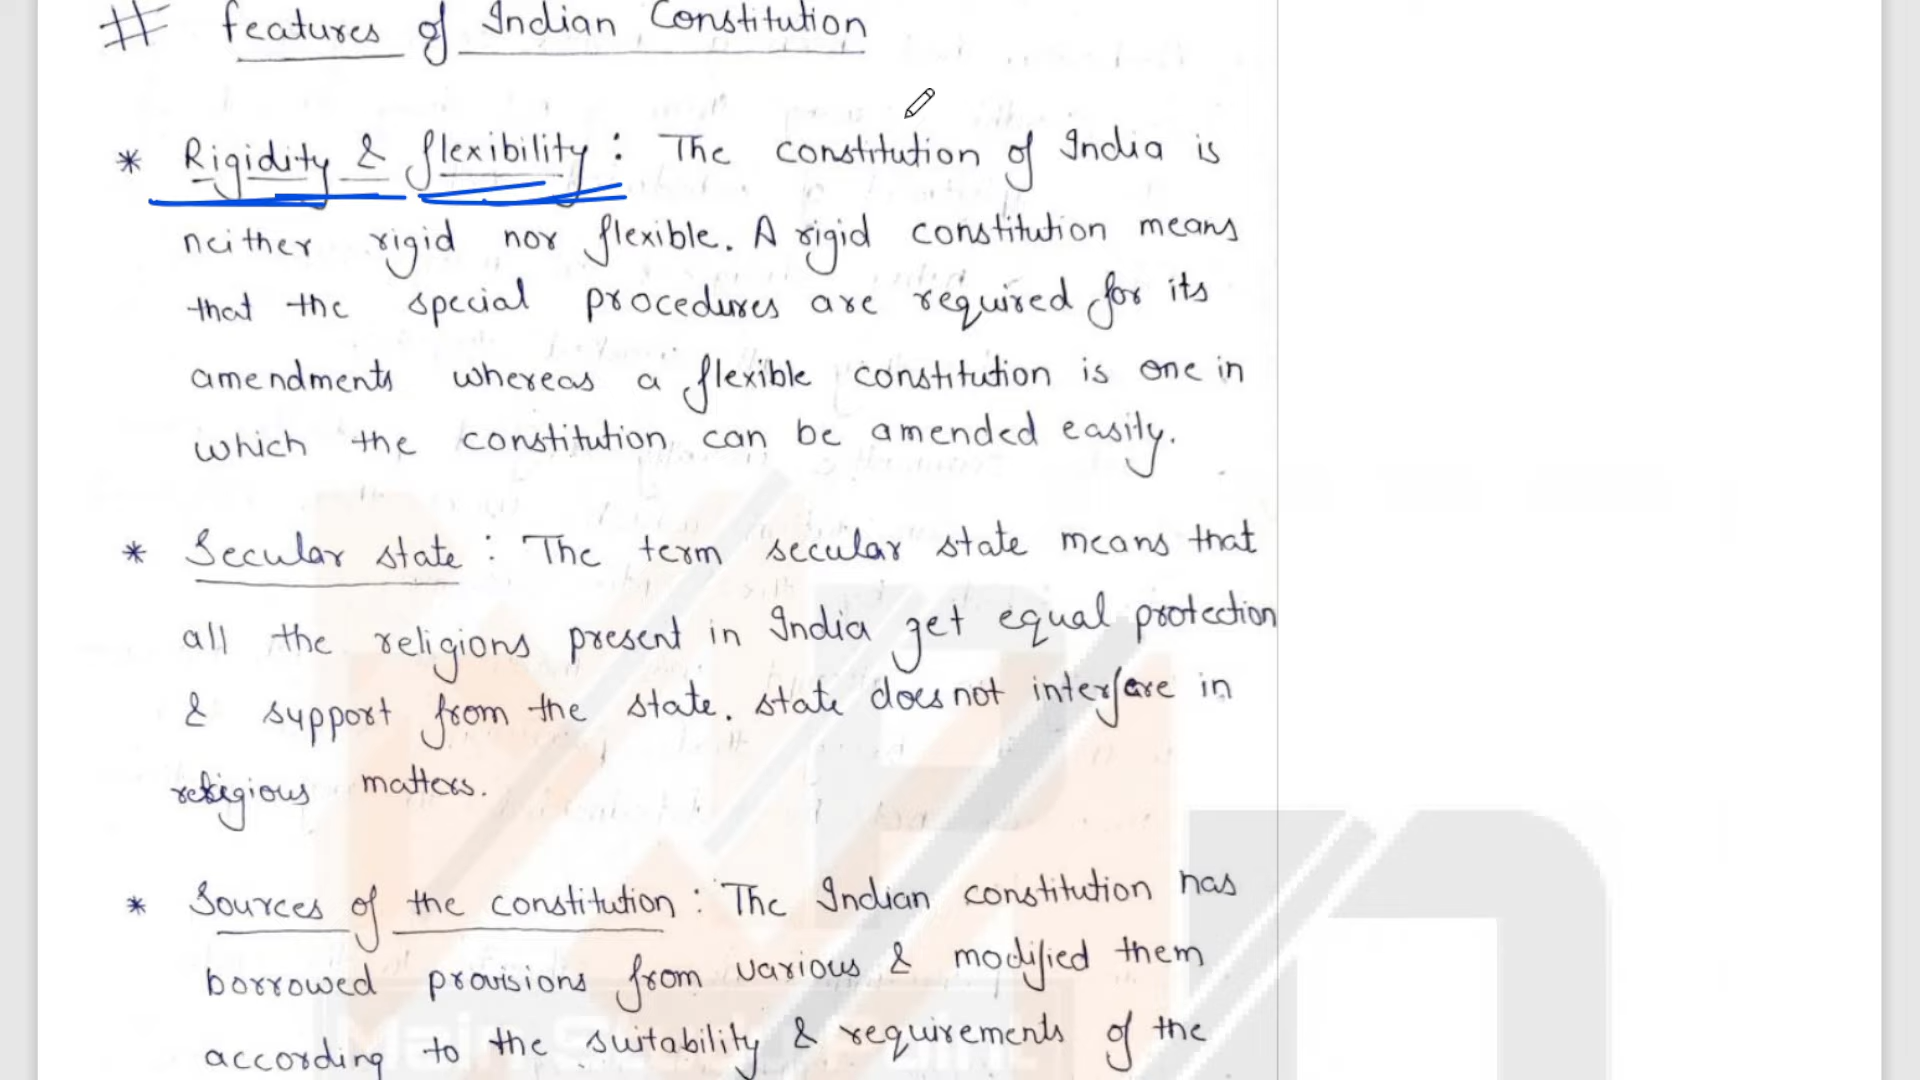 # Features of Indian Constitution
* Rigidity & flexibility : The constitution of India is
neither rigid nor flexible. A rigid constitution means
that the special procedures are required for its
amendments whereas a flexible constitution is one in
which the constitution can be amended easily.
* Secular state : The term secular state means that
all the religions present in India get equal protection
& support from the state. state does not interfare in
religious matters.
* Sources of the constitution : The Indian constitution has
borrowed provisions from various & modified them
according to the suitability & requirements of the